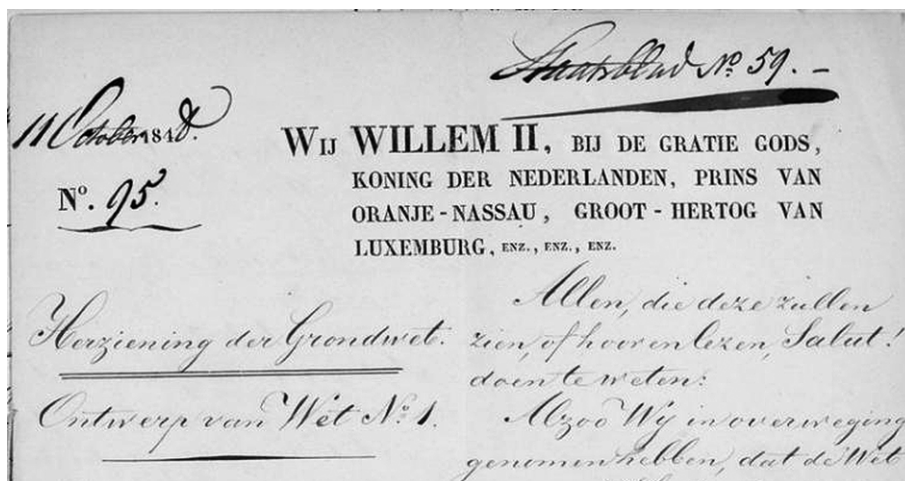 Staatsblad No. 59. –
11 October 1848.
No. 95.
WIJ WILLEM II, BIJ DE GRATIE GODS,
KONING DER NEDERLANDEN, PRINS VAN
ORANJE-NASSAU, GROOT-HERTOG VAN
LUXEMBURG, ENZ., ENZ., ENZ.
Herziening der Grondwet.
Ontwerp van Wet No. 1.
Allen, die deze zullen
zien, of hooren lezen, Salut!
doen te weten:
Alzoo Wij in overweging
genomen hebben, dat de Wet